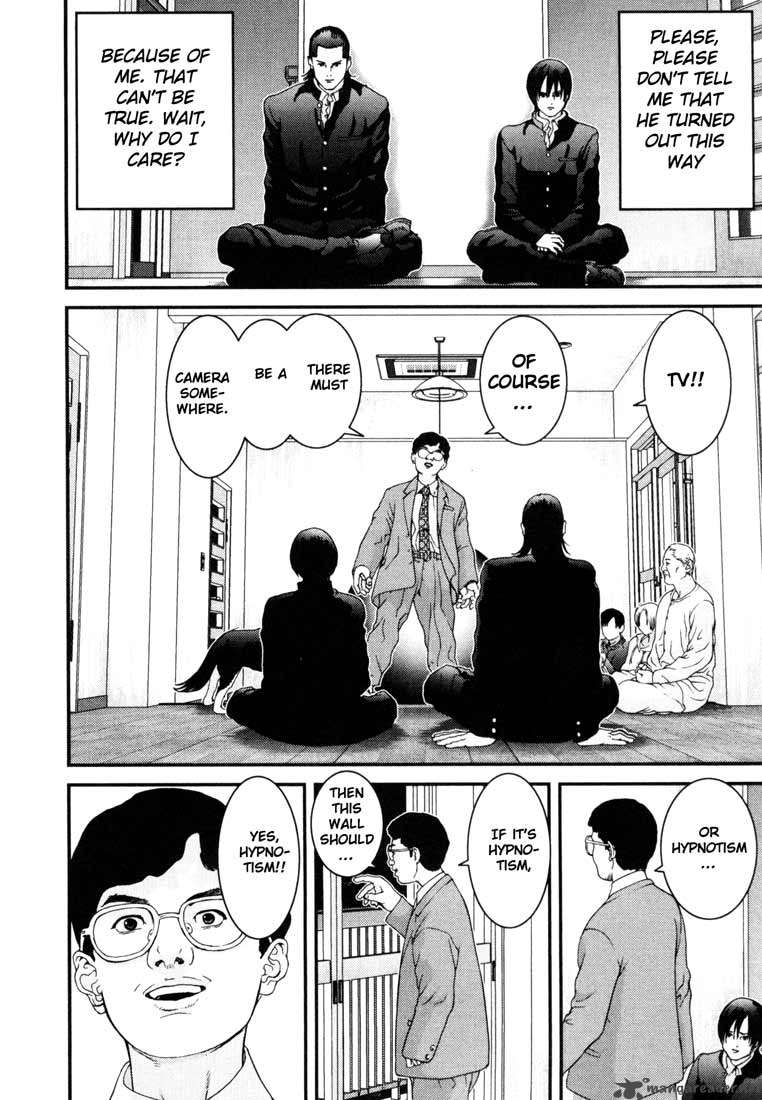 PLEASE,
PLEASE
DON'T TELL
ME THAT
HE TURNED
OUT THIS
WAY
BECAUSE OF
ME. THAT
CAN'T BE
TRUE. WAIT,
WHY DO I
CARE?
TV!!
OF
COURSE
...
THERE
MUST
BE A
CAMERA
SOME-
WHERE.
OR
HYPNOTISM
...
IF IT'S
HYPNO-
TISM,
THEN
THIS
WALL
SHOULD
...
YES,
HYPNO-
TISM!!